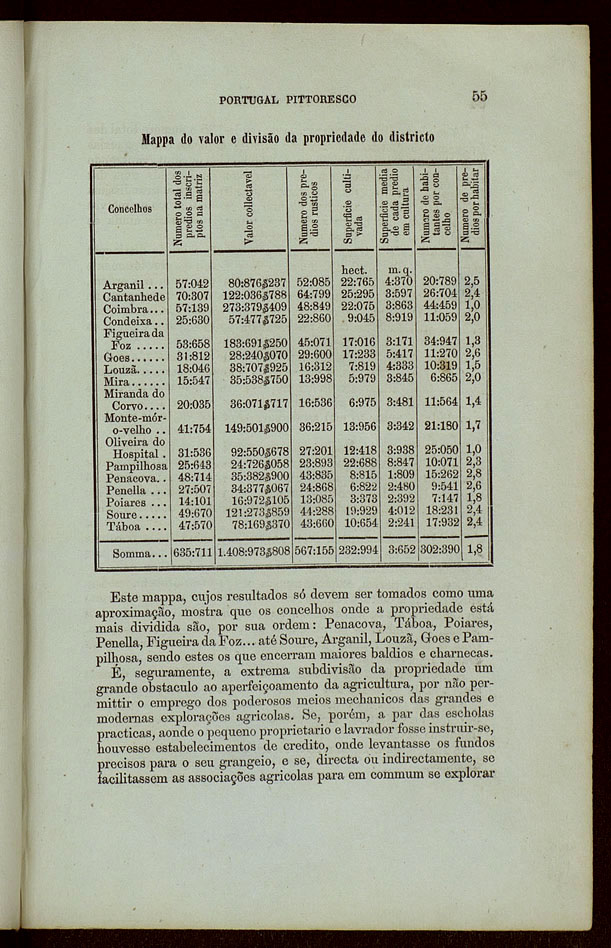 PORTUGAL PITTORESCO 55
Mappa do valor e divisão da propriedade do districto
Concelhos | Numero total dos predios inscriptos na matriz | Valor collectavel | Numero dos predios rusticos | Superficie cultivada | Superficie media de cada predio em cultura | Numero de habitantes por concelho | Numero de predios por habitar
hect. m. q.
Arganil ... 57:042 80:876$237 52:085 22:765 4:370 20:789 2,5
Cantanhede 70:307 122:036$788 64:799 25:295 3:597 26:704 2,4
Coimbra... 57:139 273:379$409 48:849 22:075 3:863 44:459 1,0
Condeixa.. 25:630 57:477$725 22:860 9:045 8:919 11:059 2,0
Figueira da
Foz ..... 53:658 183:691$250 45:071 17:016 3:171 34:947 1,3
Goes...... 31:812 28:240$070 29:600 17:233 5:417 11:270 2,6
Louzã..... 18:046 38:707$925 16:312 7:819 4:333 10:319 1,5
Mira...... 15:547 35:538$750 13:998 5:979 3:845 6:865 2,0
Miranda do
Corvo.... 20:035 36:071$717 16:536 6:975 3:481 11:564 1,4
Monte-mór-
o-velho .. 41:754 149:501$900 36:215 13:956 3:342 21:180 1,7
Oliveira do
Hospital . 31:536 92:550$678 27:201 12:418 3:938 25:050 1,0
Pampilhosa 25:643 24:726$058 23:893 22:688 8:847 10:071 2,3
Penacova.. 48:714 35:382$900 43:835 8:815 1:809 15:262 2,8
Penella ... 27:507 34:377$067 24:868 6:822 2:480 9:541 2,6
Poiares ... 14:101 16:972$105 13:085 3:373 2:392 7:147 1,8
Soure..... 49:670 121:273$859 44:288 19:929 4:012 18:231 2,4
Táboa .... 47:570 78:169$370 43:660 10:654 2:241 17:932 2,4
Somma... 635:711 1.408:973$808 567:155 232:994 3:652 302:390 1,8
Este mappa, cujos resultados só devem ser tomados como uma
aproximação, mostra que os concelhos onde a propriedade está
mais dividida são, por sua ordem: Penacova, Táboa, Poiares,
Penella, Figueira da Foz... até Soure, Arganil, Louzã, Goes e Pam-
pilhosa, sendo estes os que encerram maiores baldios e charnecas.
É, seguramente, a extrema subdivisão da propriedade um
grande obstaculo ao aperfeiçoamento da agricultura, por não per-
mittir o emprego dos poderosos meios mechanicos das grandes e
modernas explorações agricolas. Se, porém, a par das escholas
practicas, aonde o pequeno proprietario e lavrador fosse instruir-se,
houvesse estabelecimentos de credito, onde levantasse os fundos
precisos para o seu grangeio, e se, directa ou indirectamente, se
facilitassem as associações agricolas para em commum se explorar